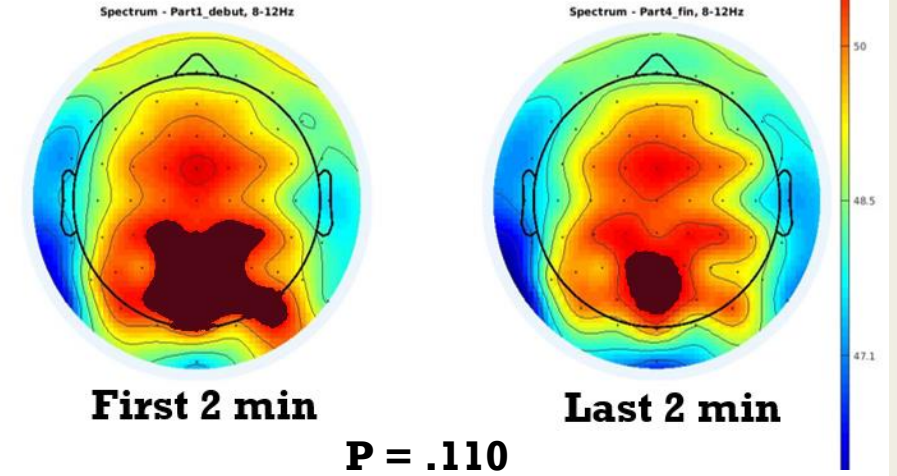 Spectrum - Part1_debut, 8-12Hz
Spectrum - Part4_fin, 8-12Hz
50
48.5
47.1
First 2 min
Last 2 min
P = .110